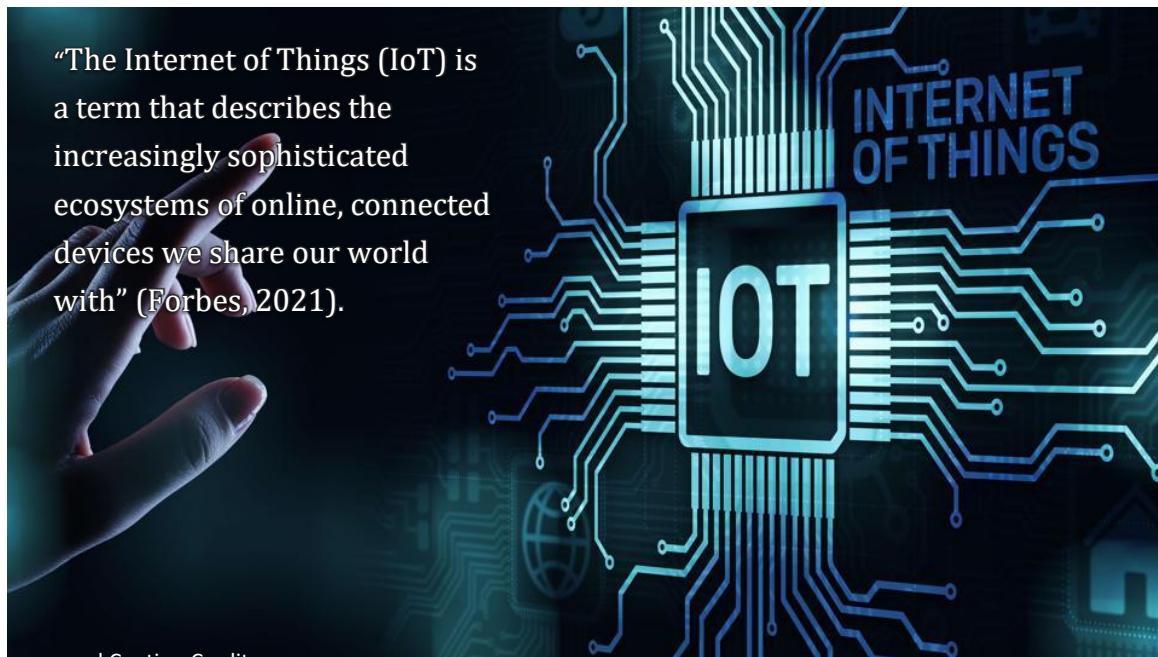 “The Internet of Things (IoT) is
a term that describes the
increasingly sophisticated
ecosystems of online, connected
devices we share our world
with” (Forbes, 2021).
INTERNET
OF THINGS
IOT